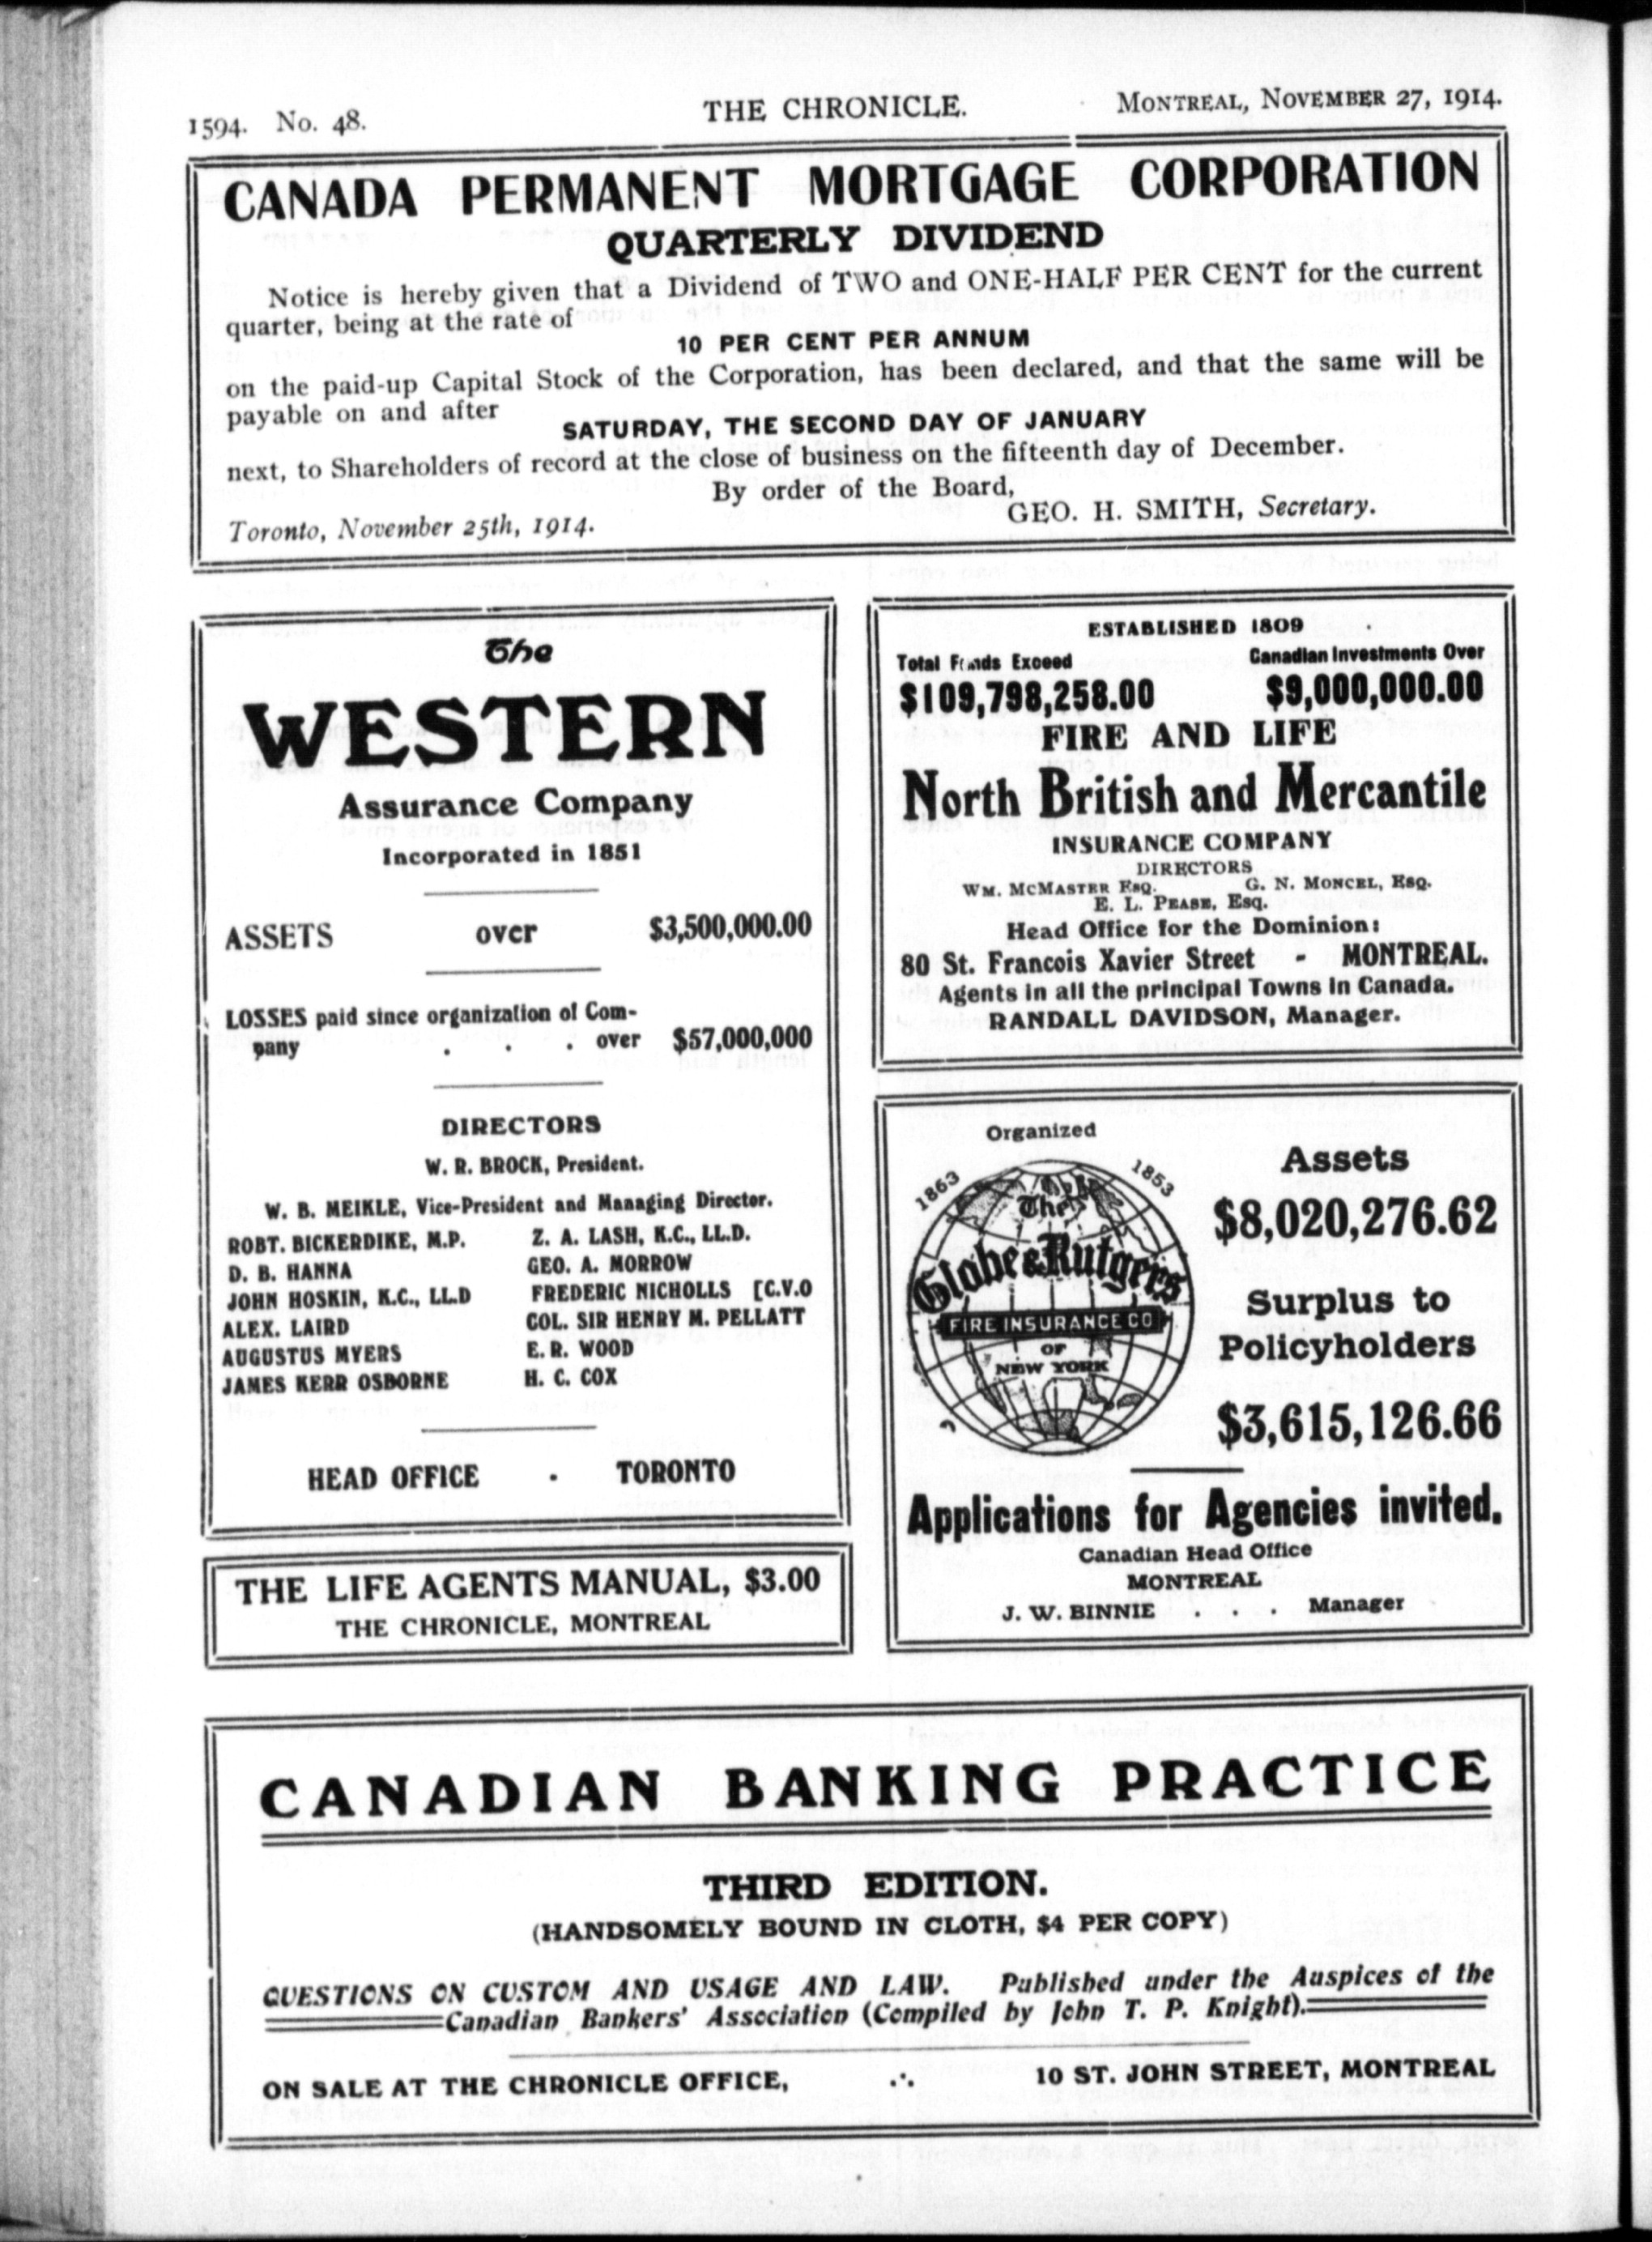 1594. No. 48.
THE CHRONICLE.
MONTREAL, NOVEMBER 27, 1914.
CANADA PERMANENT MORTGAGE CORPORATION
QUARTERLY DIVIDEND
Notice is hereby given that a Dividend of TWO and ONE-HALF PER CENT for the current
quarter, being at the rate of
10 PER CENT PER ANNUM
on the paid-up Capital Stock of the Corporation, has been declared, and that the same will be
payable on and after
SATURDAY, THE SECOND DAY OF JANUARY
next, to Shareholders of record at the close of business on the fifteenth day of December.
By order of the Board,
GEO. H. SMITH, Secretary.
Toronto, November 25th, 1914.
The
WESTERN
Assurance Company
Incorporated in 1851
ASSETS over $3,500,000.00
LOSSES paid since organization of Com-
pany . . . over $57,000,000
DIRECTORS
W. R. BROCK, President.
W. B. MEIKLE, Vice-President and Managing Director.
ROBT. BICKERDIKE, M.P. Z. A. LASH, K.C., LL.D.
D. B. HANNA GEO. A. MORROW
JOHN HOSKIN, K.C., LL.D FREDERIC NICHOLLS [C.V.O
ALEX. LAIRD COL. SIR HENRY M. PELLATT
AUGUSTUS MYERS E. R. WOOD
JAMES KERR OSBORNE H. C. COX
HEAD OFFICE . TORONTO
THE LIFE AGENTS MANUAL, $3.00
THE CHRONICLE, MONTREAL
ESTABLISHED 1809
Total Funds Exceed Canadian Investments Over
$109,798,258.00 $9,000,000.00
FIRE AND LIFE
North British and Mercantile
INSURANCE COMPANY
DIRECTORS
WM. MCMASTER ESQ. G. N. MONCEL, ESQ.
E. L. PEASE, Esq.
Head Office for the Dominion:
80 St. Francois Xavier Street - MONTREAL.
Agents in all the principal Towns in Canada.
RANDALL DAVIDSON, Manager.
Organized
1863 1853
The
Globe & Rutgers
FIRE INSURANCE CO
OF
NEW YORK
Assets
$8,020,276.62
Surplus to
Policyholders
$3,615,126.66
Applications for Agencies invited.
Canadian Head Office
MONTREAL
J. W. BINNIE . . . Manager
CANADIAN BANKING PRACTICE
THIRD EDITION.
(HANDSOMELY BOUND IN CLOTH, $4 PER COPY)
QUESTIONS ON CUSTOM AND USAGE AND LAW. Published under the Auspices of the
Canadian Bankers' Association (Compiled by John T. P. Knight).
ON SALE AT THE CHRONICLE OFFICE, ∴ 10 ST. JOHN STREET, MONTREAL